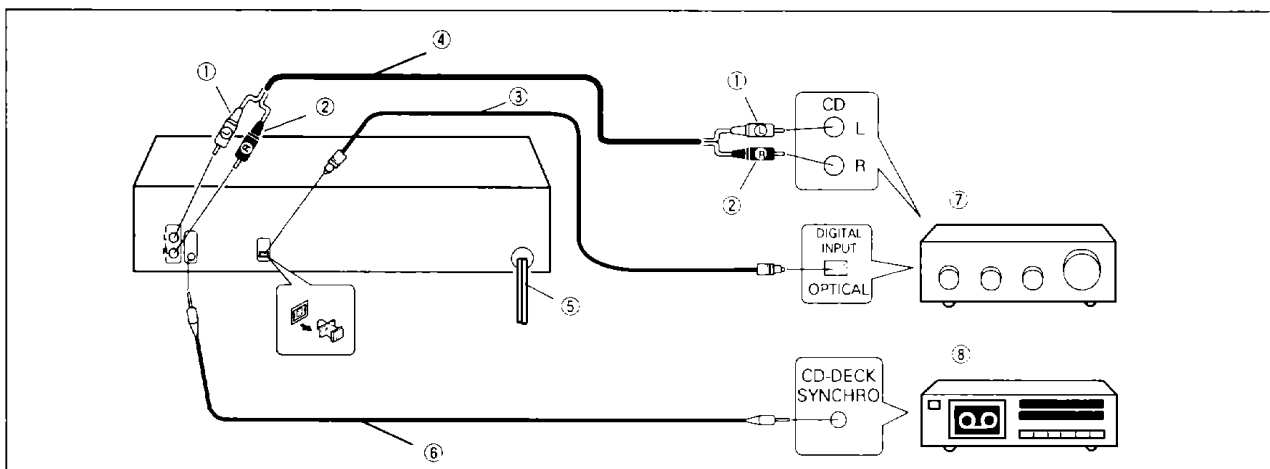 ④
①
②
③
①
CD
L
R
②
⑦
DIGITAL
INPUT
OPTICAL
⑤
⑧
CD-DECK
SYNCHRO
⑥
L
R
L
R